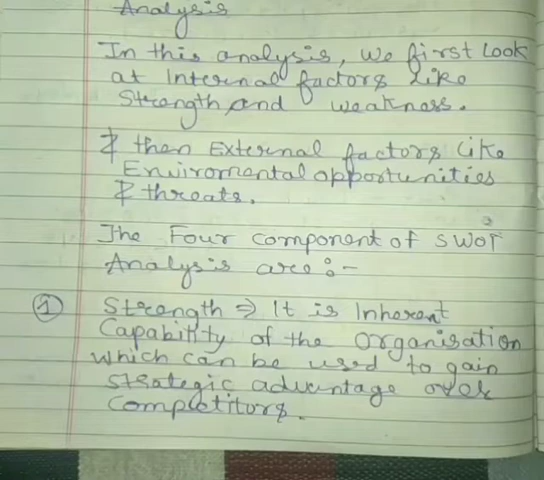 Analysis
In this analysis, we first Look
at Internal factors like
Strength and weakness.
& then External factors like
Enviromental opportunities
& threats.
The Four component of SWOT
Analysis are:-
① Strength ⇒ It is Inherent
Capability of the organisation
which can be used to gain
strategic advantage over
Competitors.